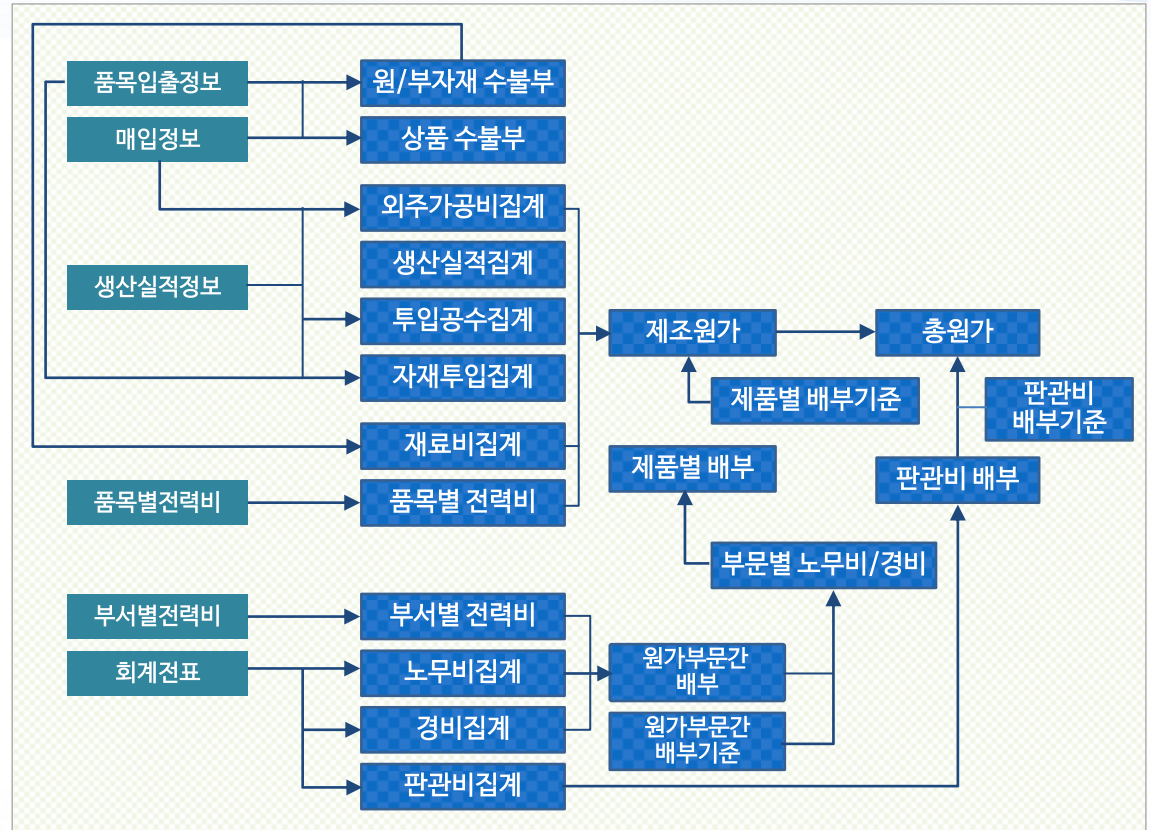 품목입출정보
원/부자재 수불부
매입정보
상품 수불부
외주가공비집계
생산실적집계
생산실적정보
투입공수집계
제조원가
총원가
자재투입집계
제품별 배부기준
판관비
배부기준
재료비집계
제품별 배부
판관비 배부
품목별전력비
품목별 전력비
부문별 노무비/경비
부서별전력비
부서별 전력비
회계전표
노무비집계
원가부문간
배부
경비집계
원가부문간
배부기준
판관비집계